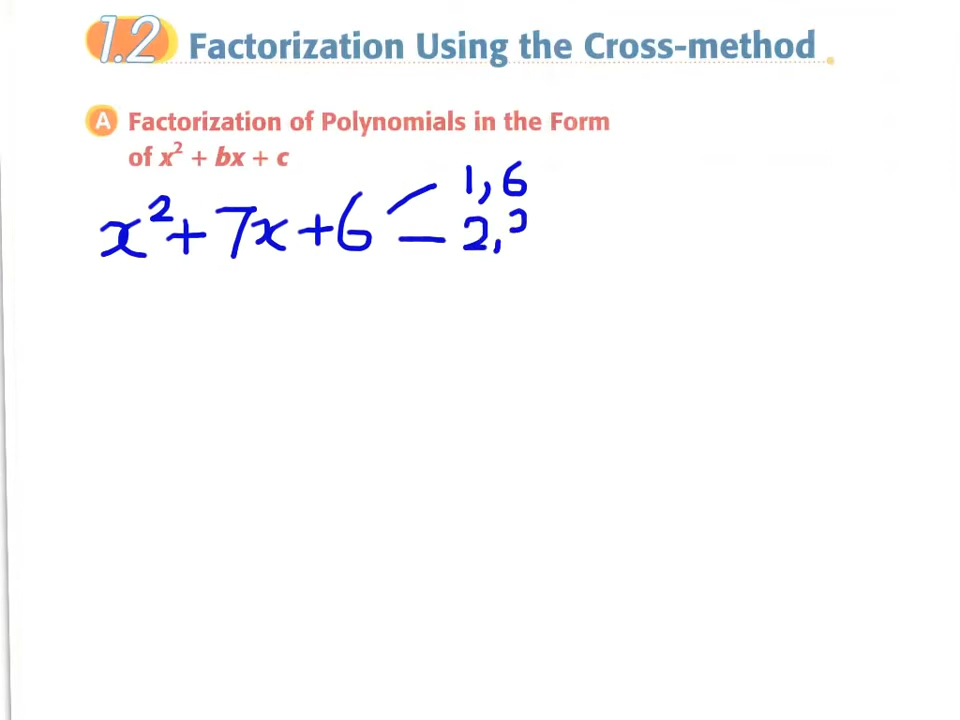 1.2 Factorization Using the Cross-method
A Factorization of Polynomials in the Form
of x² + bx + c
x² + 7x + 6
1, 6
2,